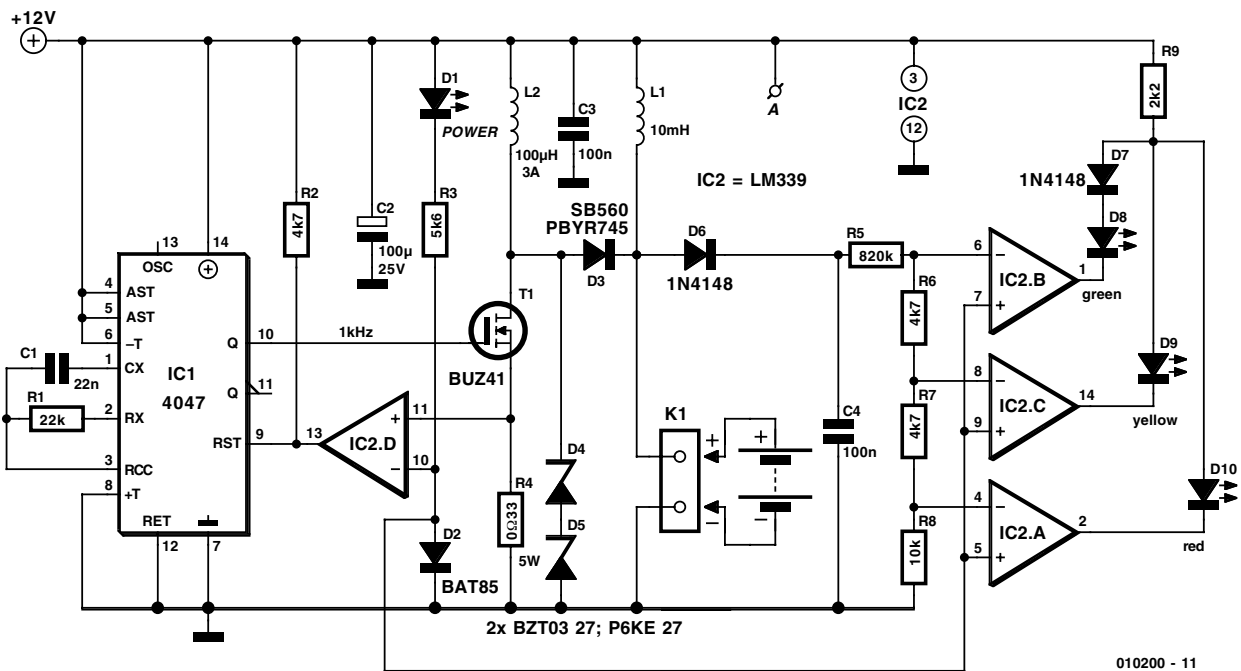 +12V
R9
2k2
D1
POWER
L2
100µH
3A
C3
100n
L1
10mH
A
3
IC2
12
IC2 = LM339
D7
1N4148
D8
R2
4k7
C2
100µ
25V
R3
5k6
SB560
PBYR745
D3
D6
1N4148
R5
820k
6
IC2.B
1
7
green
R6
4k7
13
14
OSC
4
AST
5
AST
6
–T
1
CX
C1
22n
IC1
4047
R1
22k
2
RX
3
RCC
8
+T
RET
12
7
Q
10
1kHz
Q
11
RST
9
T1
BUZ41
13
IC2.D
+
11
–
10
R4
0Ω33
5W
D4
D5
D2
BAT85
K1
+
+
–
–
C4
100n
R7
4k7
8
–
IC2.C
14
9
+
D9
yellow
R8
10k
4
–
IC2.A
2
5
+
D10
red
2x BZT03 27; P6KE 27
010200 - 11